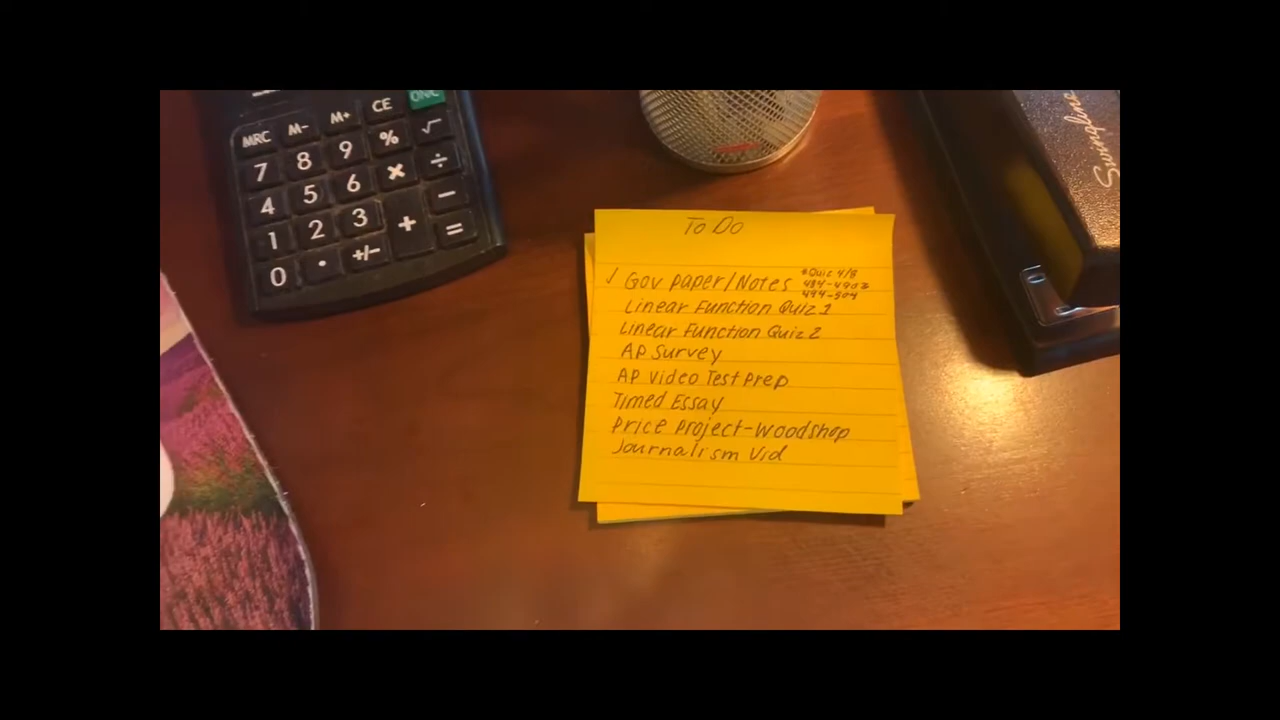 ON/C
MRC M- M+ CE
7 8 9 % √
4 5 6 × ÷
1 2 3 + −
0 . +/- =
Swingline
To Do
✓ Gov paper/Notes *Quiz 4/8
484-490
494-504
Linear Function Quiz 1
Linear Function Quiz 2
AP Survey
AP Video Test Prep
Timed Essay
Price Project-Woodshop
Journalism Vid